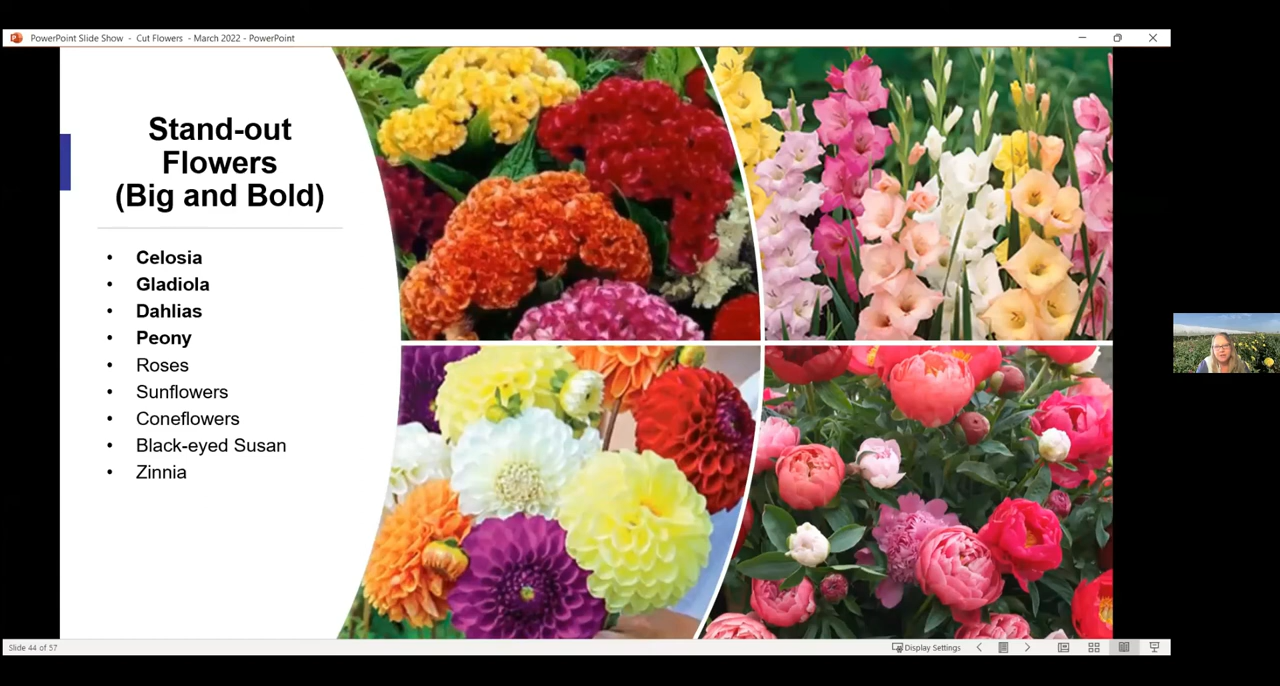 PowerPoint Slide Show - Cut Flowers - March 2022 - PowerPoint
Stand-out
Flowers
(Big and Bold)
• Celosia
• Gladiola
• Dahlias
• Peony
• Roses
• Sunflowers
• Coneflowers
• Black-eyed Susan
• Zinnia
Slide 44 of 57
Display Settings